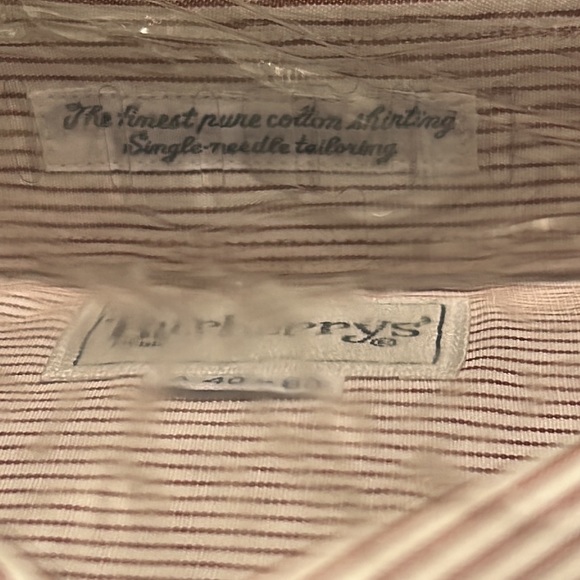 The finest pure cotton shirting
Single-needle tailoring
Burberrys'
®